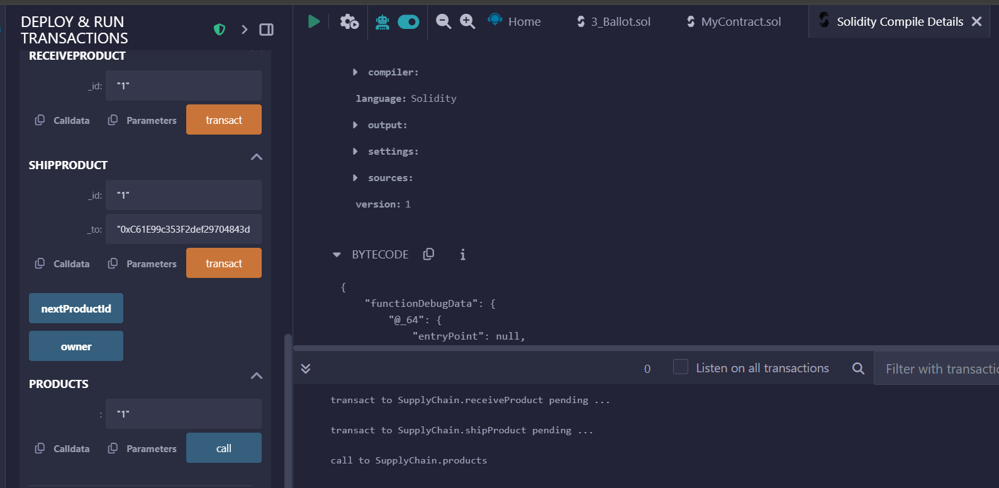 DEPLOY & RUN
TRANSACTIONS
RECEIVEPRODUCT
_id: "1"
Calldata Parameters transact
SHIPPRODUCT
_id: "1"
_to: "0xC61E99c353F2def29704843d
Calldata Parameters transact
nextProductId
owner
PRODUCTS
: "1"
Calldata Parameters call
Home 3_Ballot.sol MyContract.sol Solidity Compile Details
compiler:
language: Solidity
output:
settings:
sources:
version: 1
BYTECODE
{
"functionDebugData": {
"@_64": {
"entryPoint": null,
0 Listen on all transactions Filter with transactio
transact to SupplyChain.receiveProduct pending ...
transact to SupplyChain.shipProduct pending ...
call to SupplyChain.products